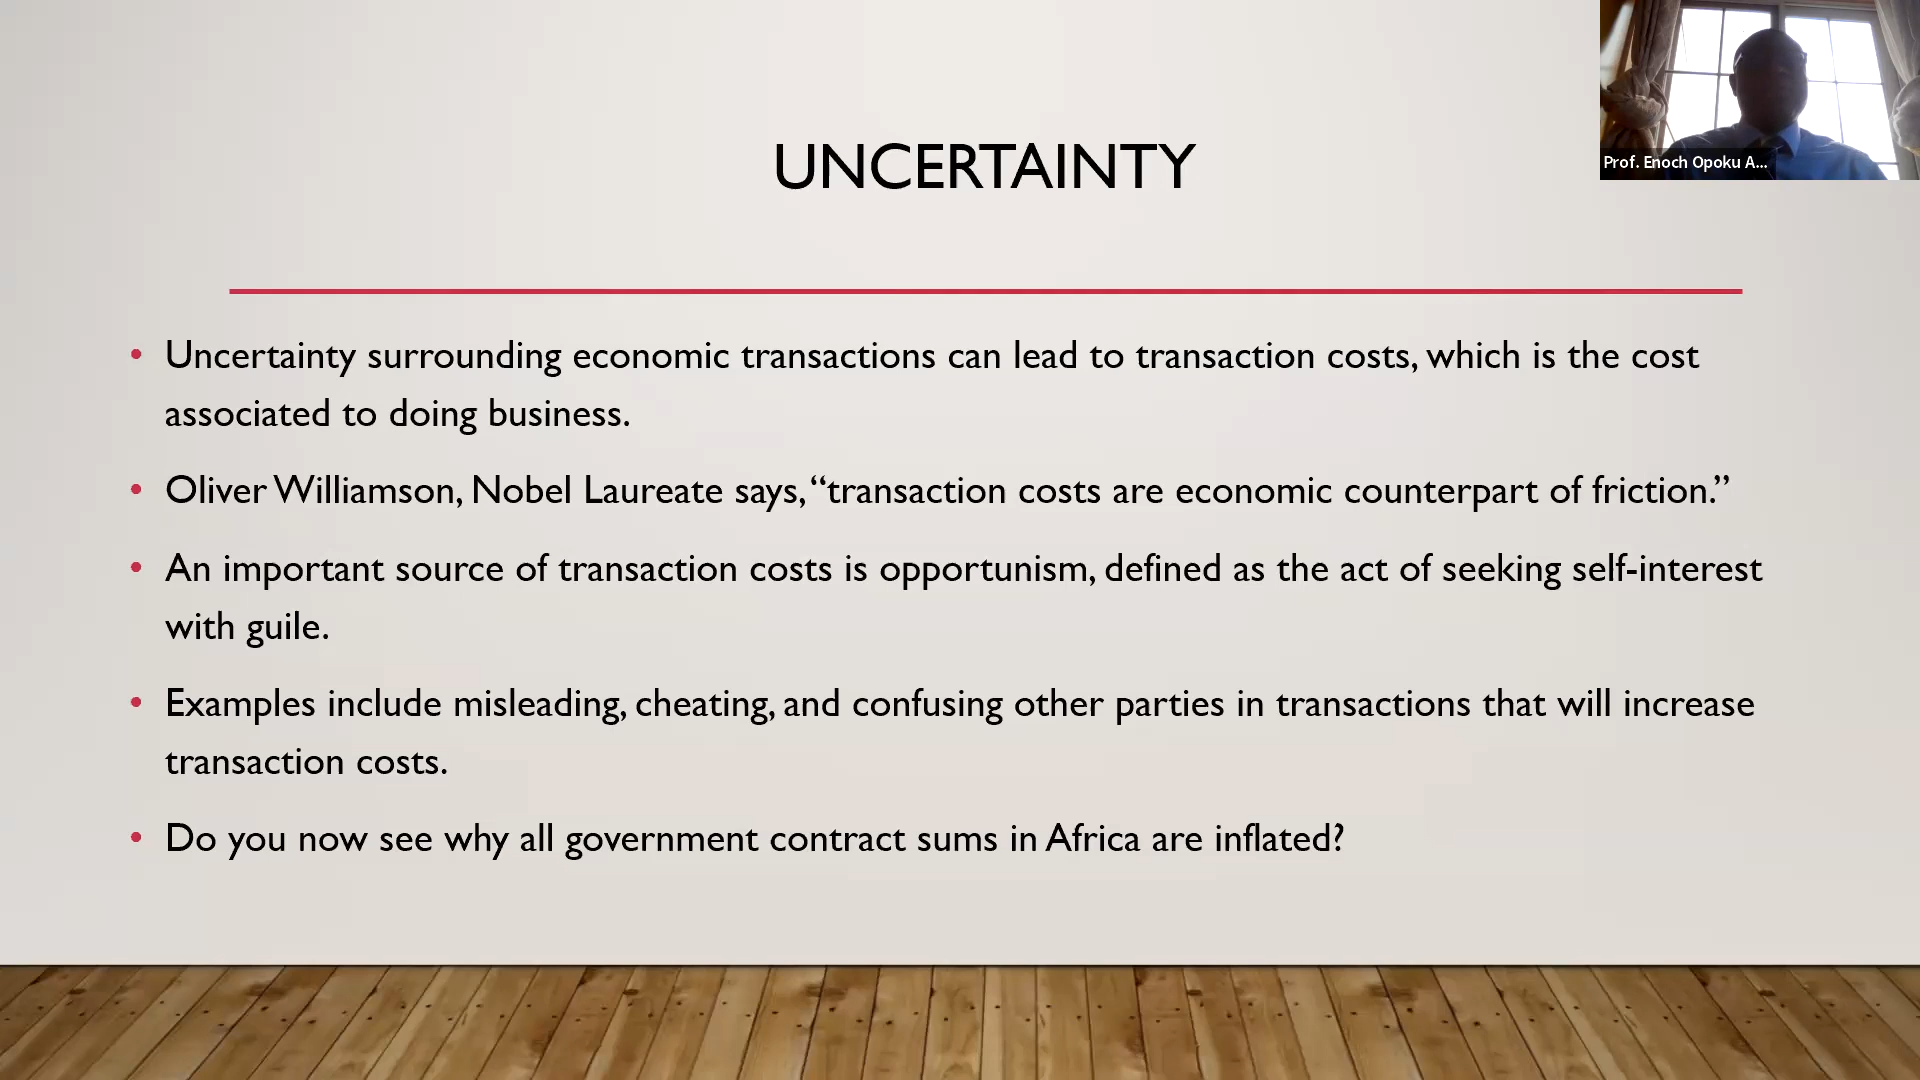 UNCERTAINTY
Prof. Enoch Opoku A...
• Uncertainty surrounding economic transactions can lead to transaction costs, which is the cost
associated to doing business.
• Oliver Williamson, Nobel Laureate says, “transaction costs are economic counterpart of friction.”
• An important source of transaction costs is opportunism, defined as the act of seeking self-interest
with guile.
• Examples include misleading, cheating, and confusing other parties in transactions that will increase
transaction costs.
• Do you now see why all government contract sums in Africa are inflated?